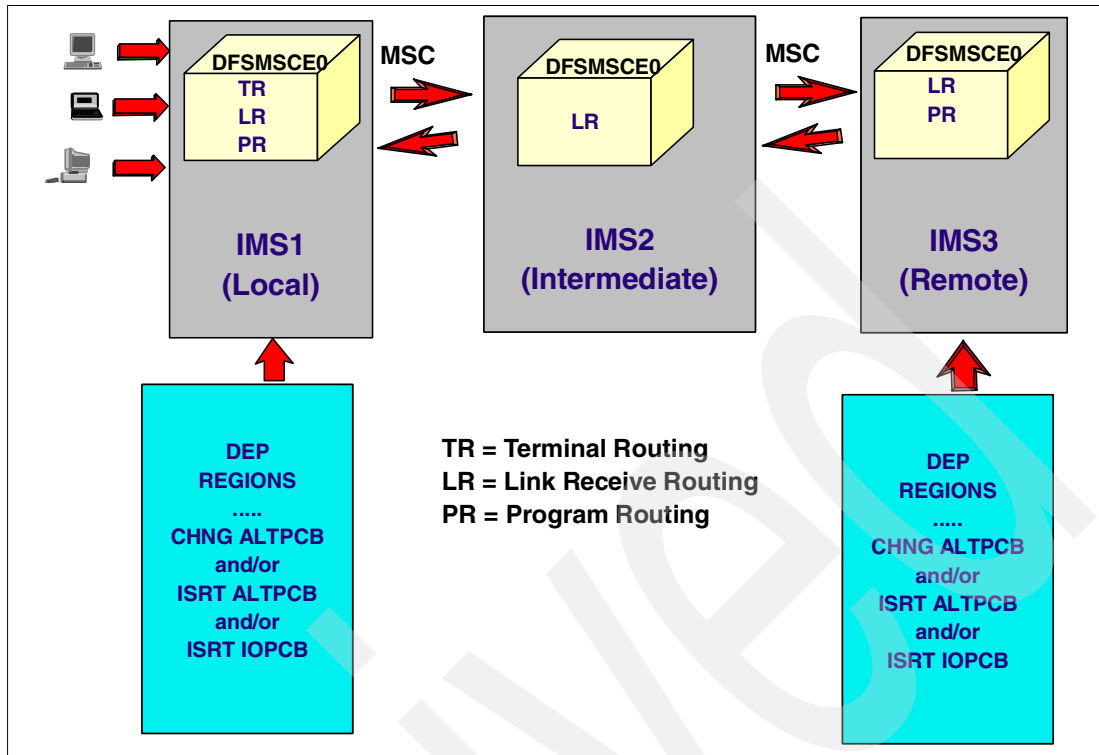 DFSMSCE0
TR
LR
PR
IMS1
(Local)
MSC
DFSMSCE0
LR
IMS2
(Intermediate)
MSC
DFSMSCE0
LR
PR
IMS3
(Remote)
DEP
REGIONS
.....
CHNG ALTPCB
and/or
ISRT ALTPCB
and/or
ISRT IOPCB
TR = Terminal Routing
LR = Link Receive Routing
PR = Program Routing
DEP
REGIONS
.....
CHNG ALTPCB
and/or
ISRT ALTPCB
and/or
ISRT IOPCB